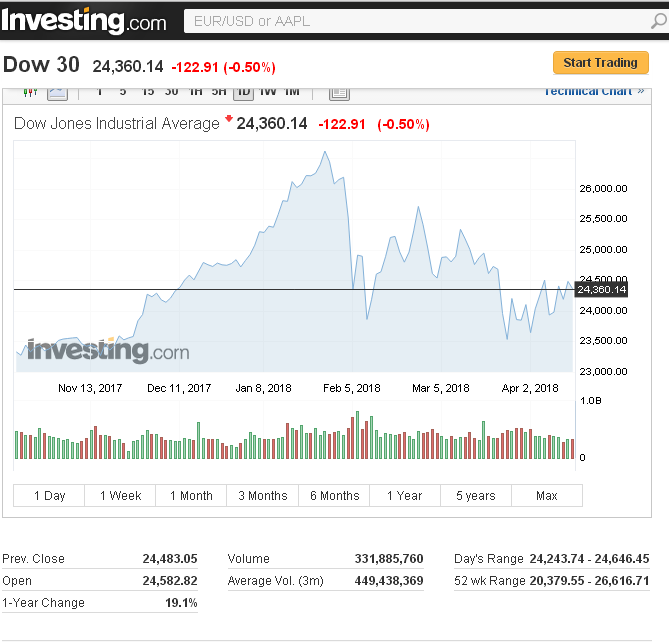 Investing.com
EUR/USD or AAPL
Dow 30 24,360.14 -122.91 (-0.50%)
Start Trading
1 5 15 30 1H 5H 1D 1W 1M
Technical Chart »
Dow Jones Industrial Average 24,360.14 -122.91 (-0.50%)
26,000.00
25,500.00
25,000.00
24,500.00
24,360.14
24,000.00
23,500.00
23,000.00
Investing.com
Nov 13, 2017 Dec 11, 2017 Jan 8, 2018 Feb 5, 2018 Mar 5, 2018 Apr 2, 2018
1.0B
0
1 Day 1 Week 1 Month 3 Months 6 Months 1 Year 5 years Max
Prev. Close 24,483.05 Volume 331,885,760 Day's Range 24,243.74 - 24,646.45
Open 24,582.82 Average Vol. (3m) 449,438,369 52 wk Range 20,379.55 - 26,616.71
1-Year Change 19.1%